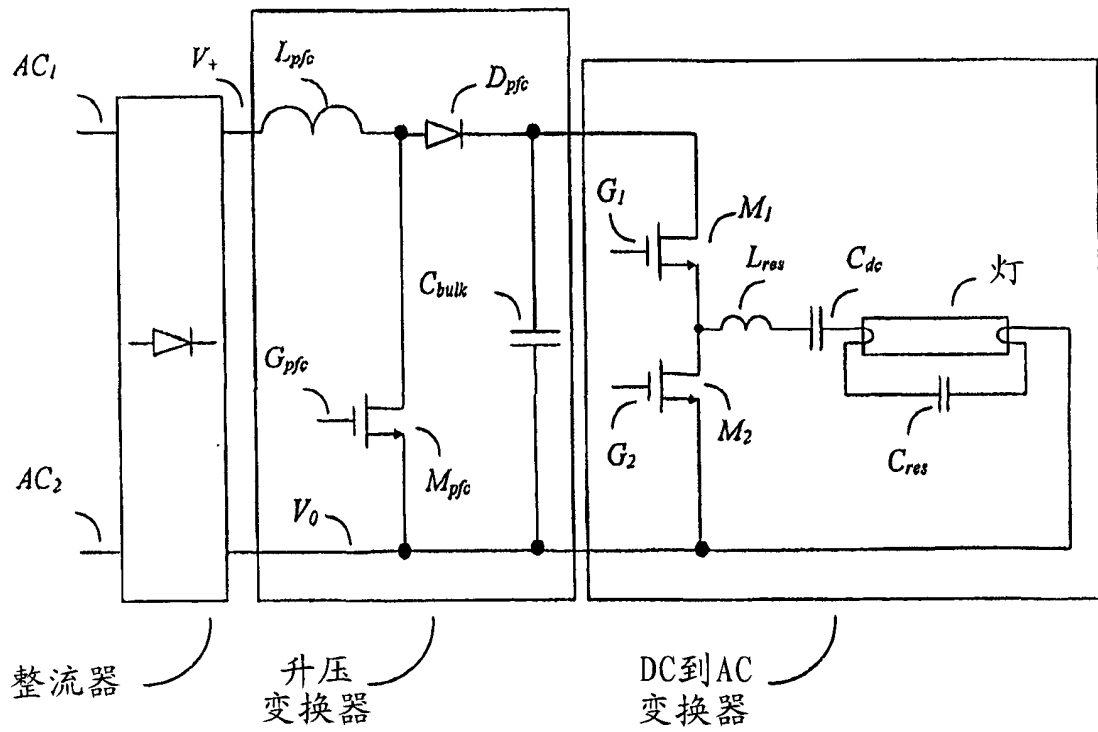 AC1
V+
Lpfc
Dpfc
G1
M1
Lres
Cdc
灯
Cbulk
Gpfc
Mpfc
G2
M2
Cres
AC2
V0
整流器
升压
变换器
DC到AC
变换器